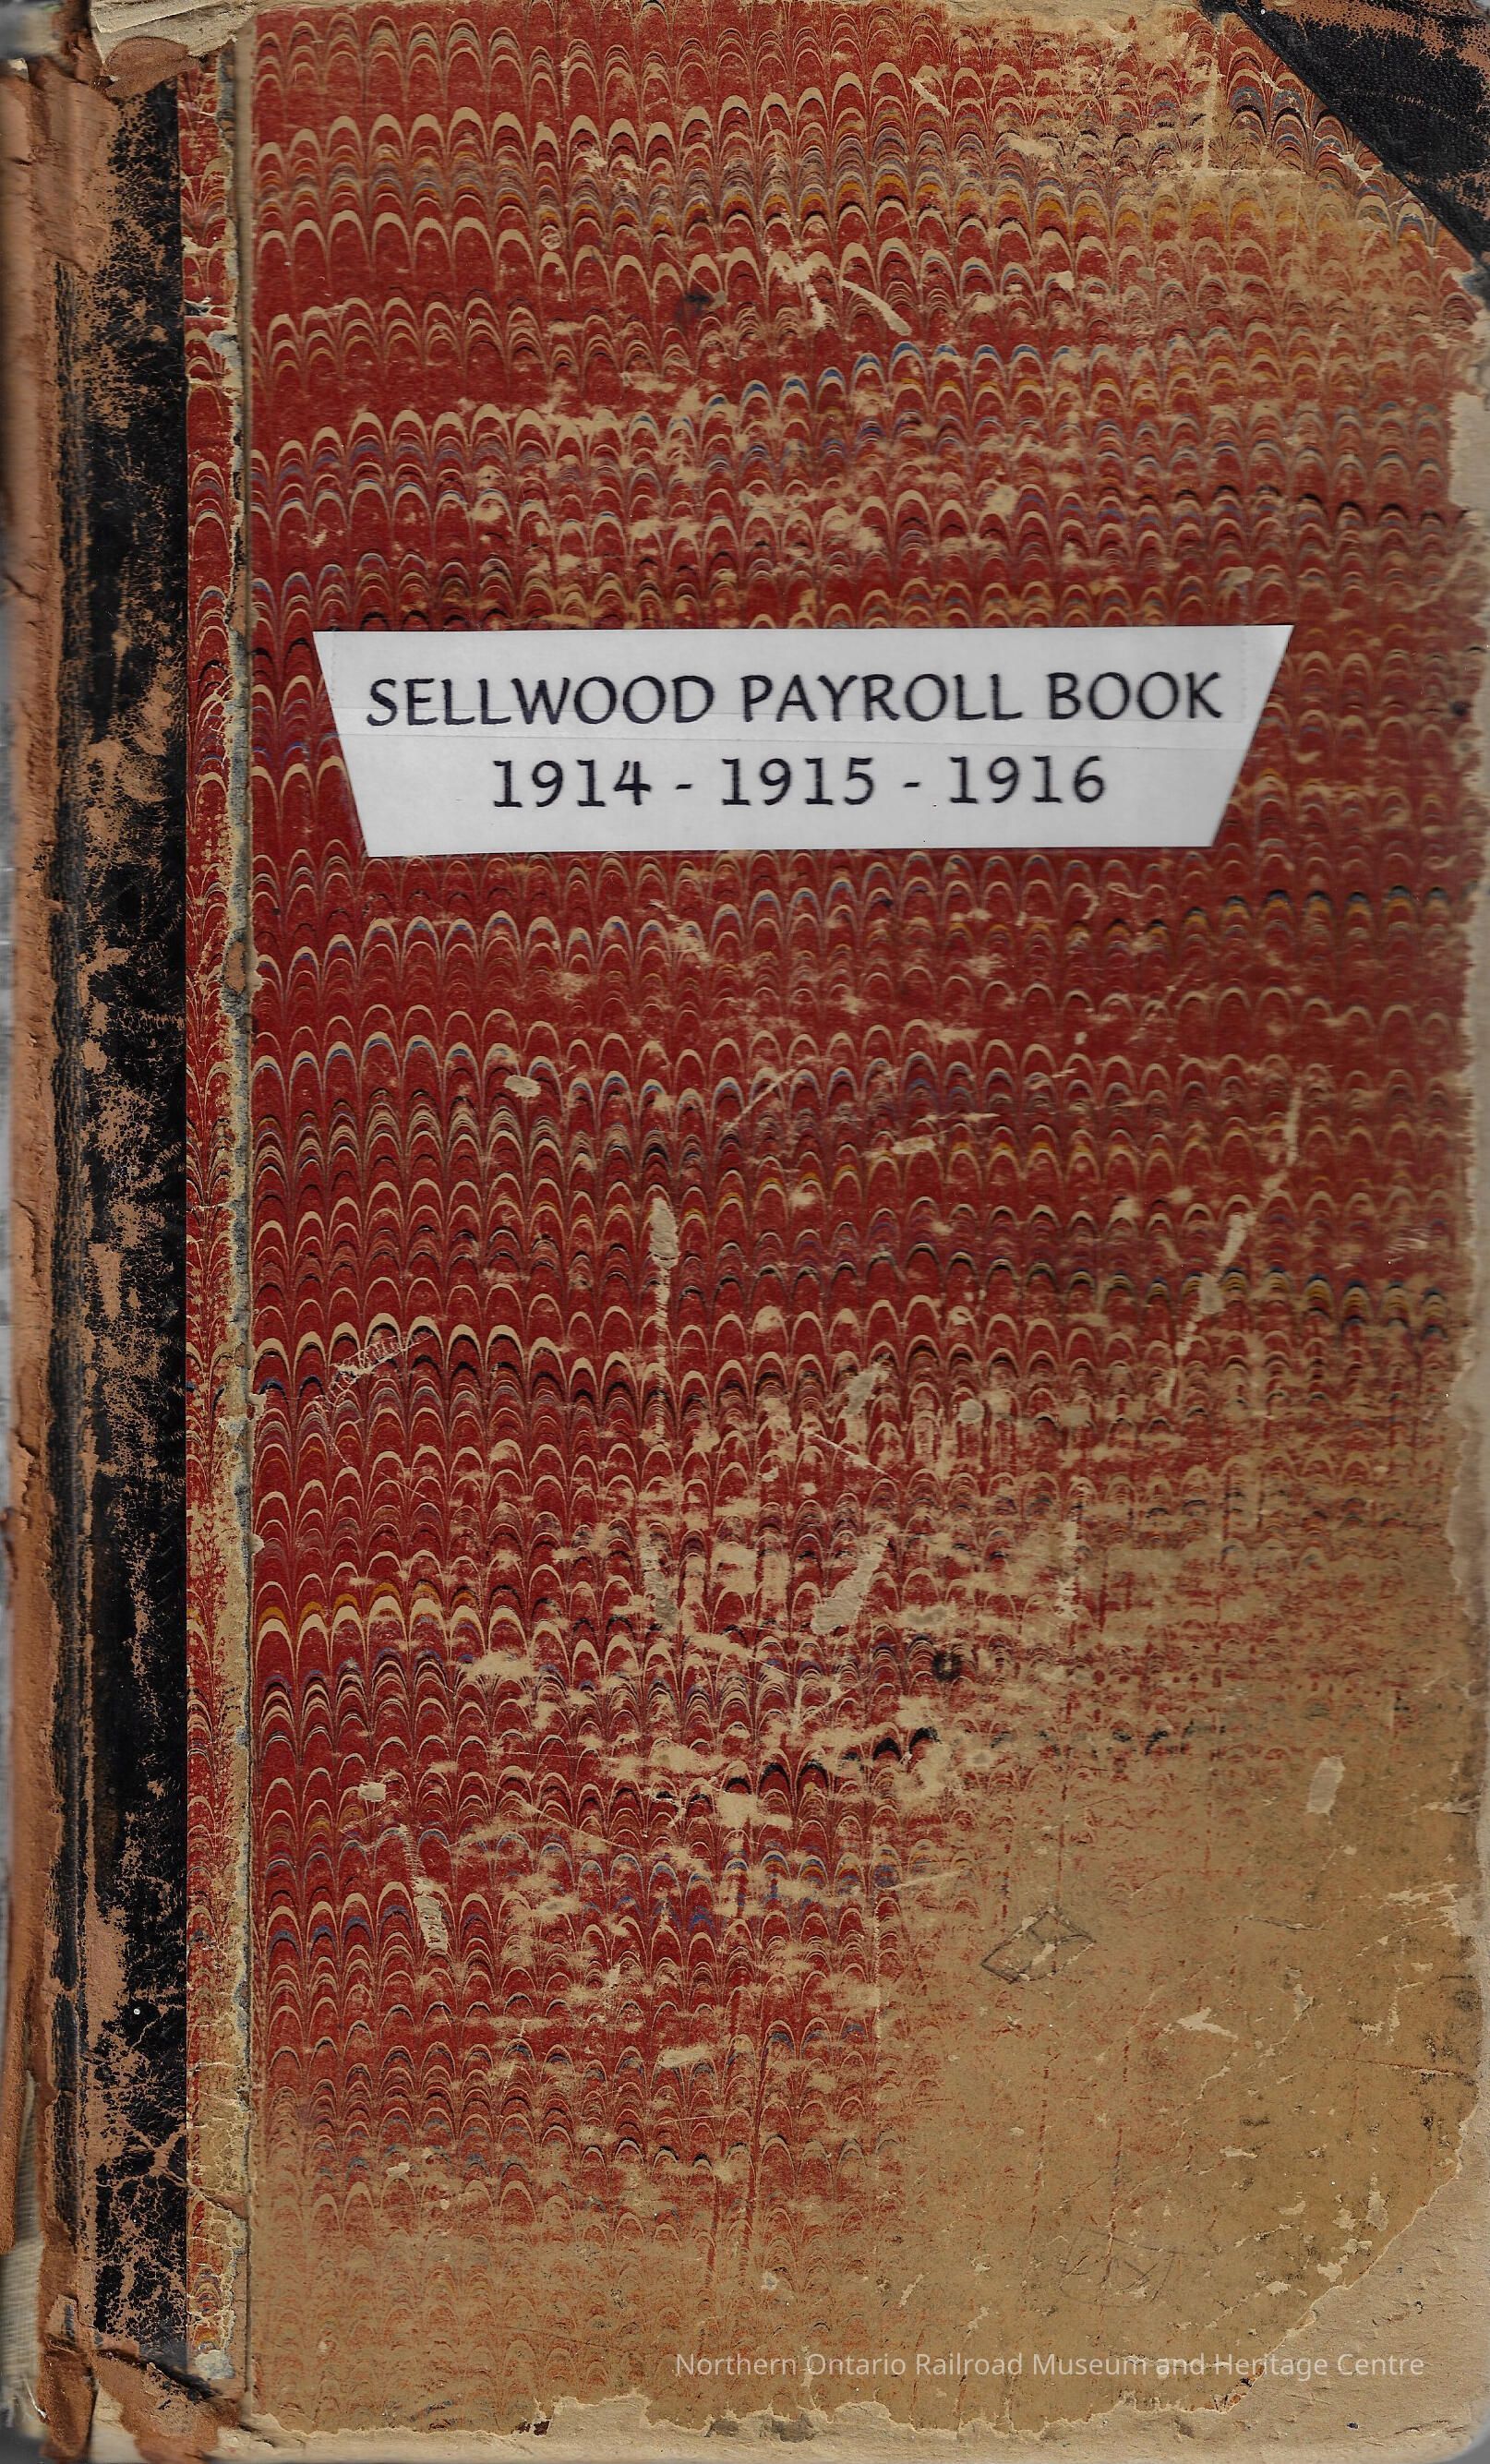 SELLWOOD PAYROLL BOOK
1914 - 1915 - 1916
Northern Ontario Railroad Museum and Heritage Centre